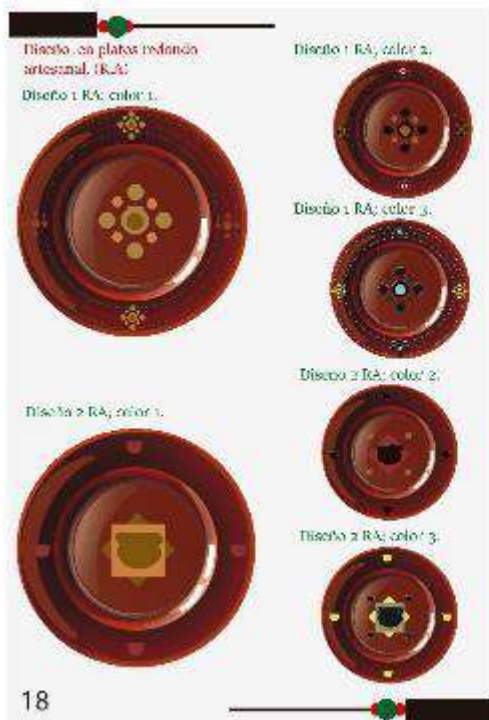 Diseño en platos redondo
artesanal. (R.A)
Diseño 1 RA; color 1.
Diseño 1 RA; color 2.
Diseño 1 RA; color 3.
Diseño 2 RA; color 1.
Diseño 2 RA; color 2.
Diseño 2 RA; color 3.
18